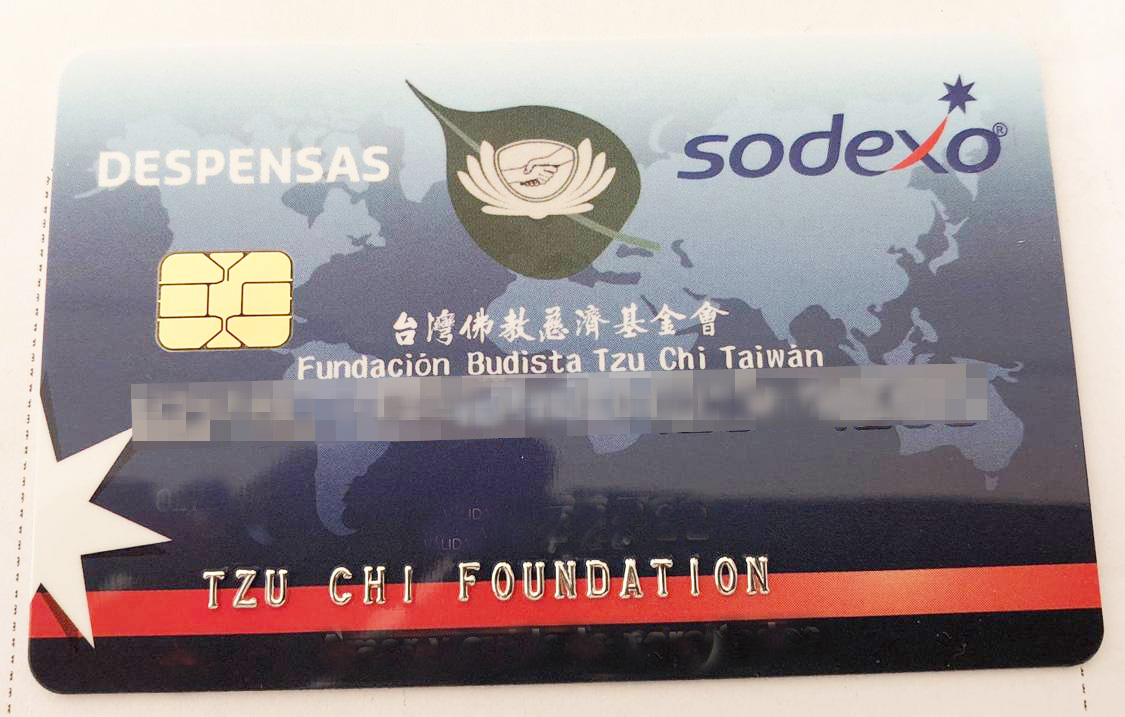 DESPENSAS
sodexo®
台灣佛教慈濟基金會
Fundación Budista Tzu Chi Taiwán
TZU CHI FOUNDATION